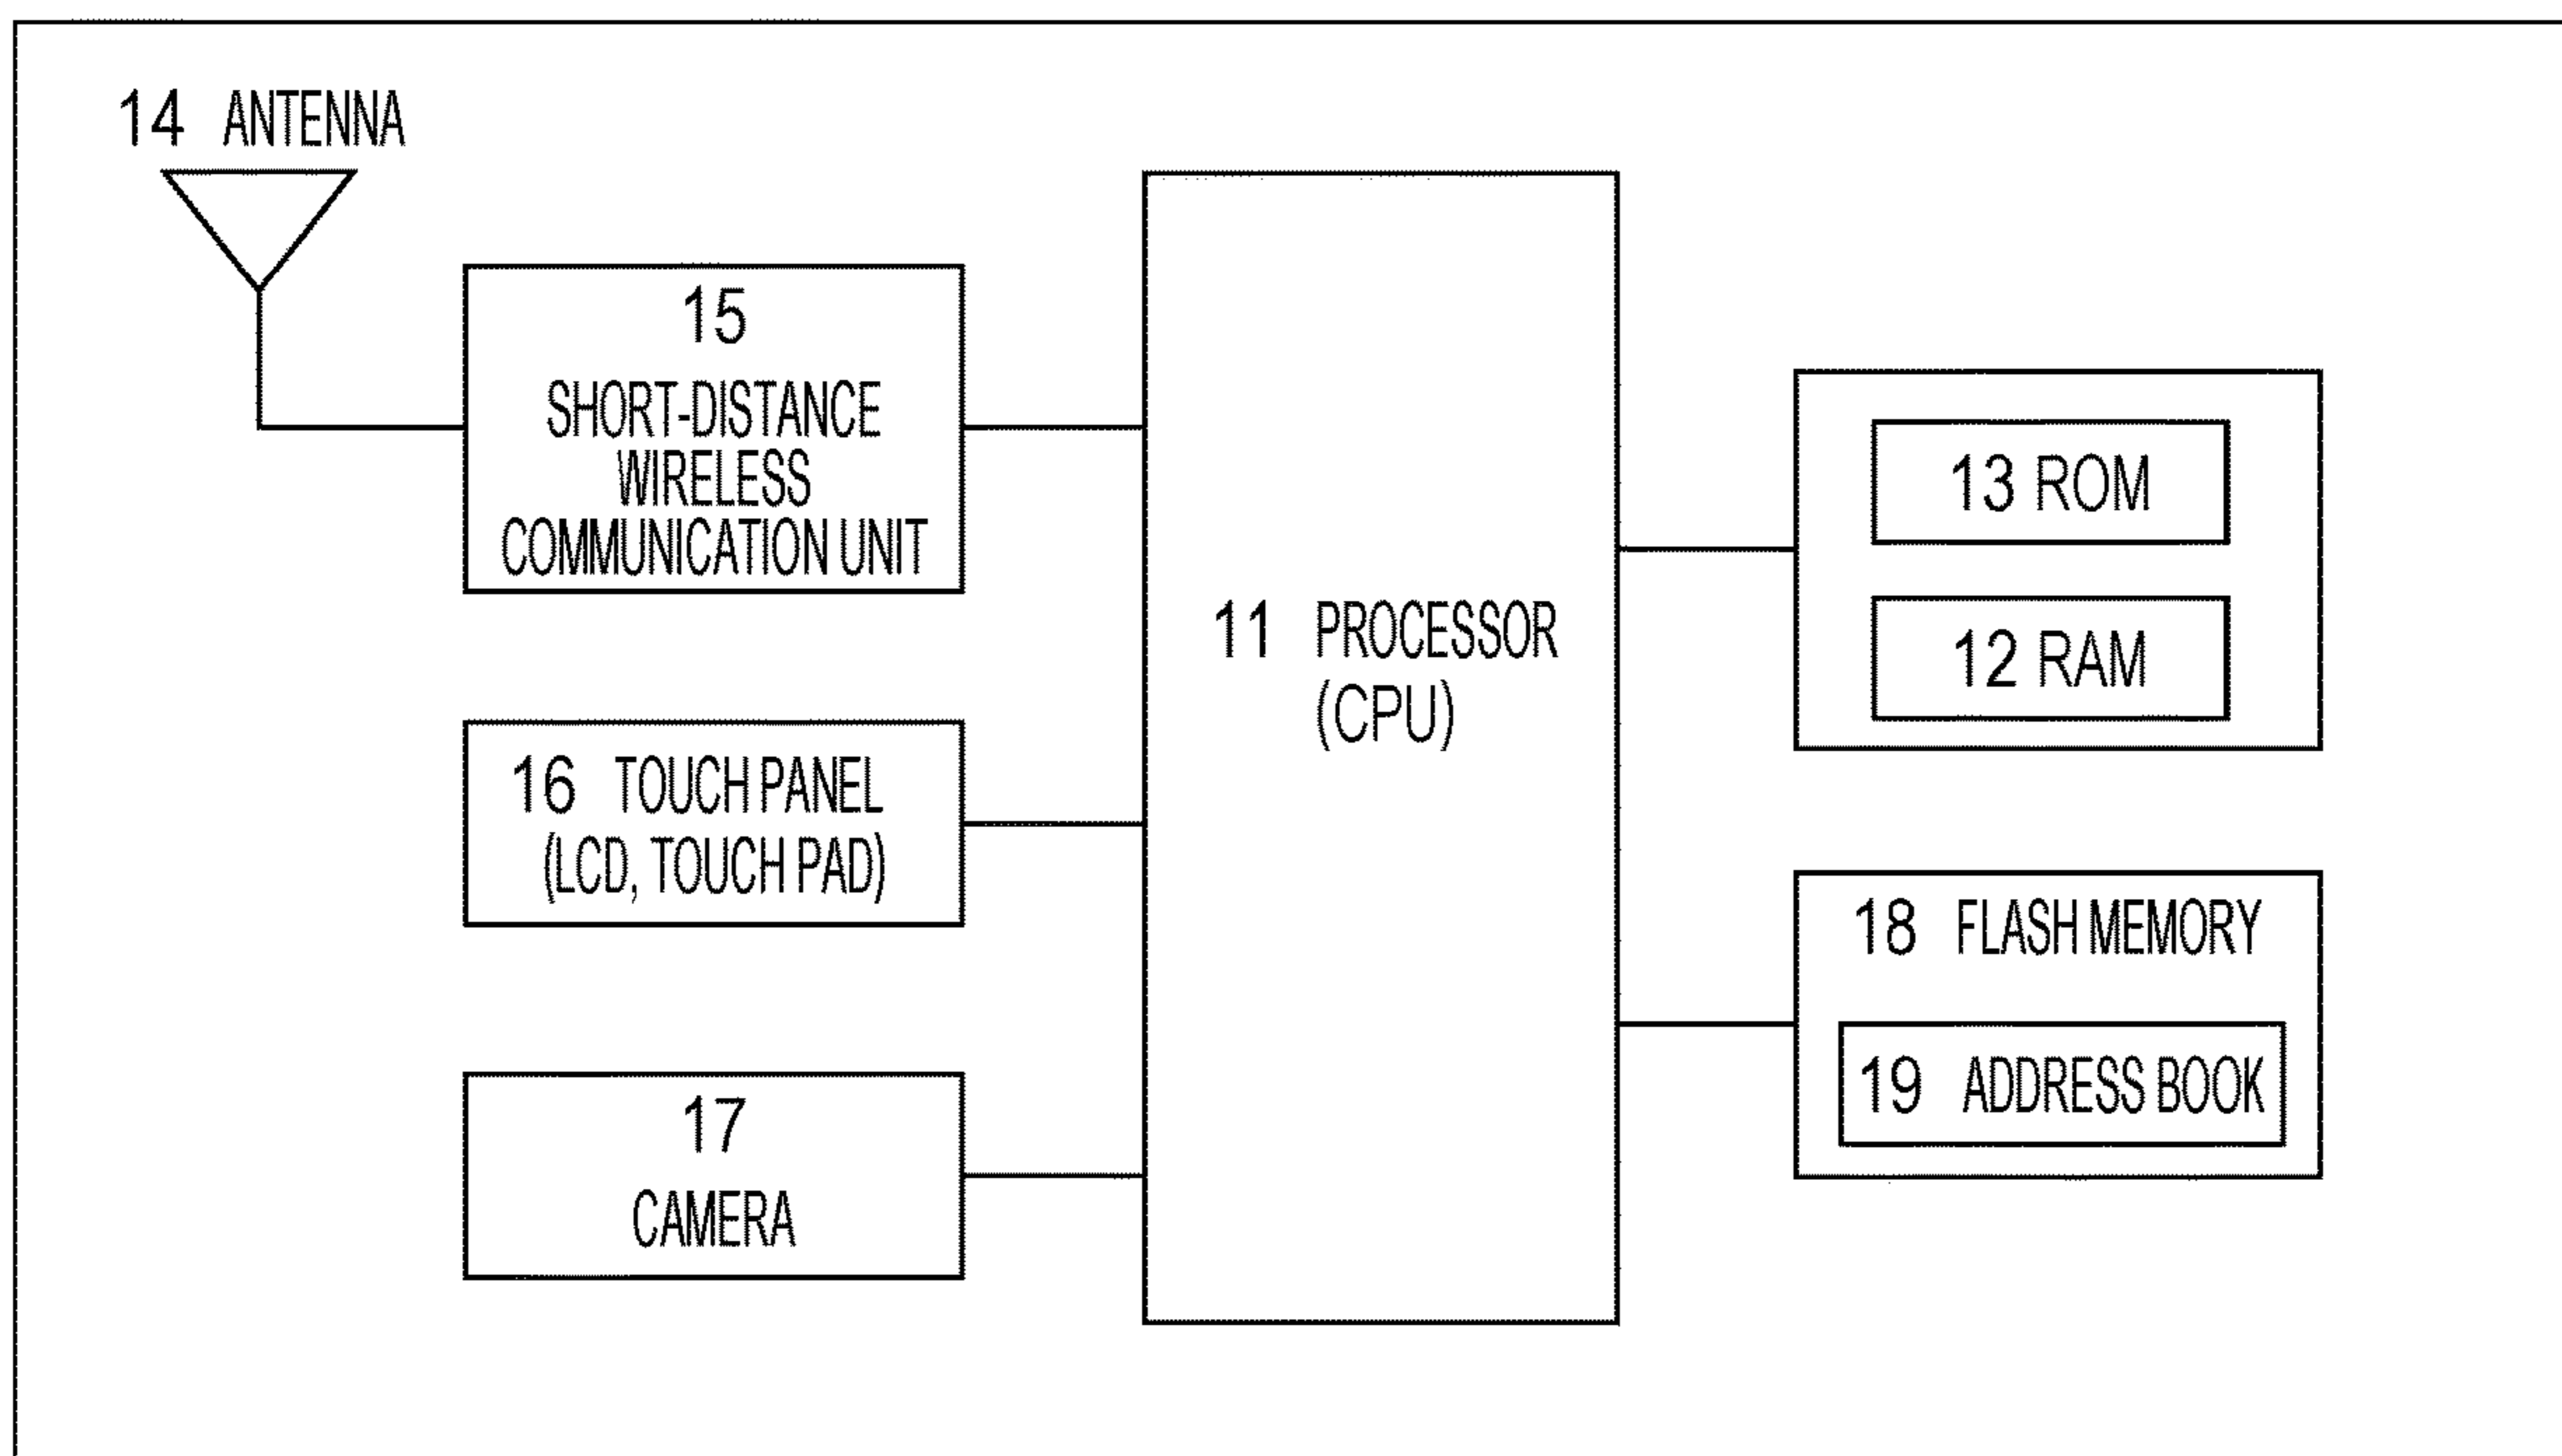 14 ANTENNA
15
SHORT-DISTANCE
WIRELESS
COMMUNICATION UNIT
16 TOUCH PANEL
(LCD, TOUCH PAD)
17
CAMERA
11 PROCESSOR
(CPU)
13 ROM
12 RAM
18 FLASH MEMORY
19 ADDRESS BOOK